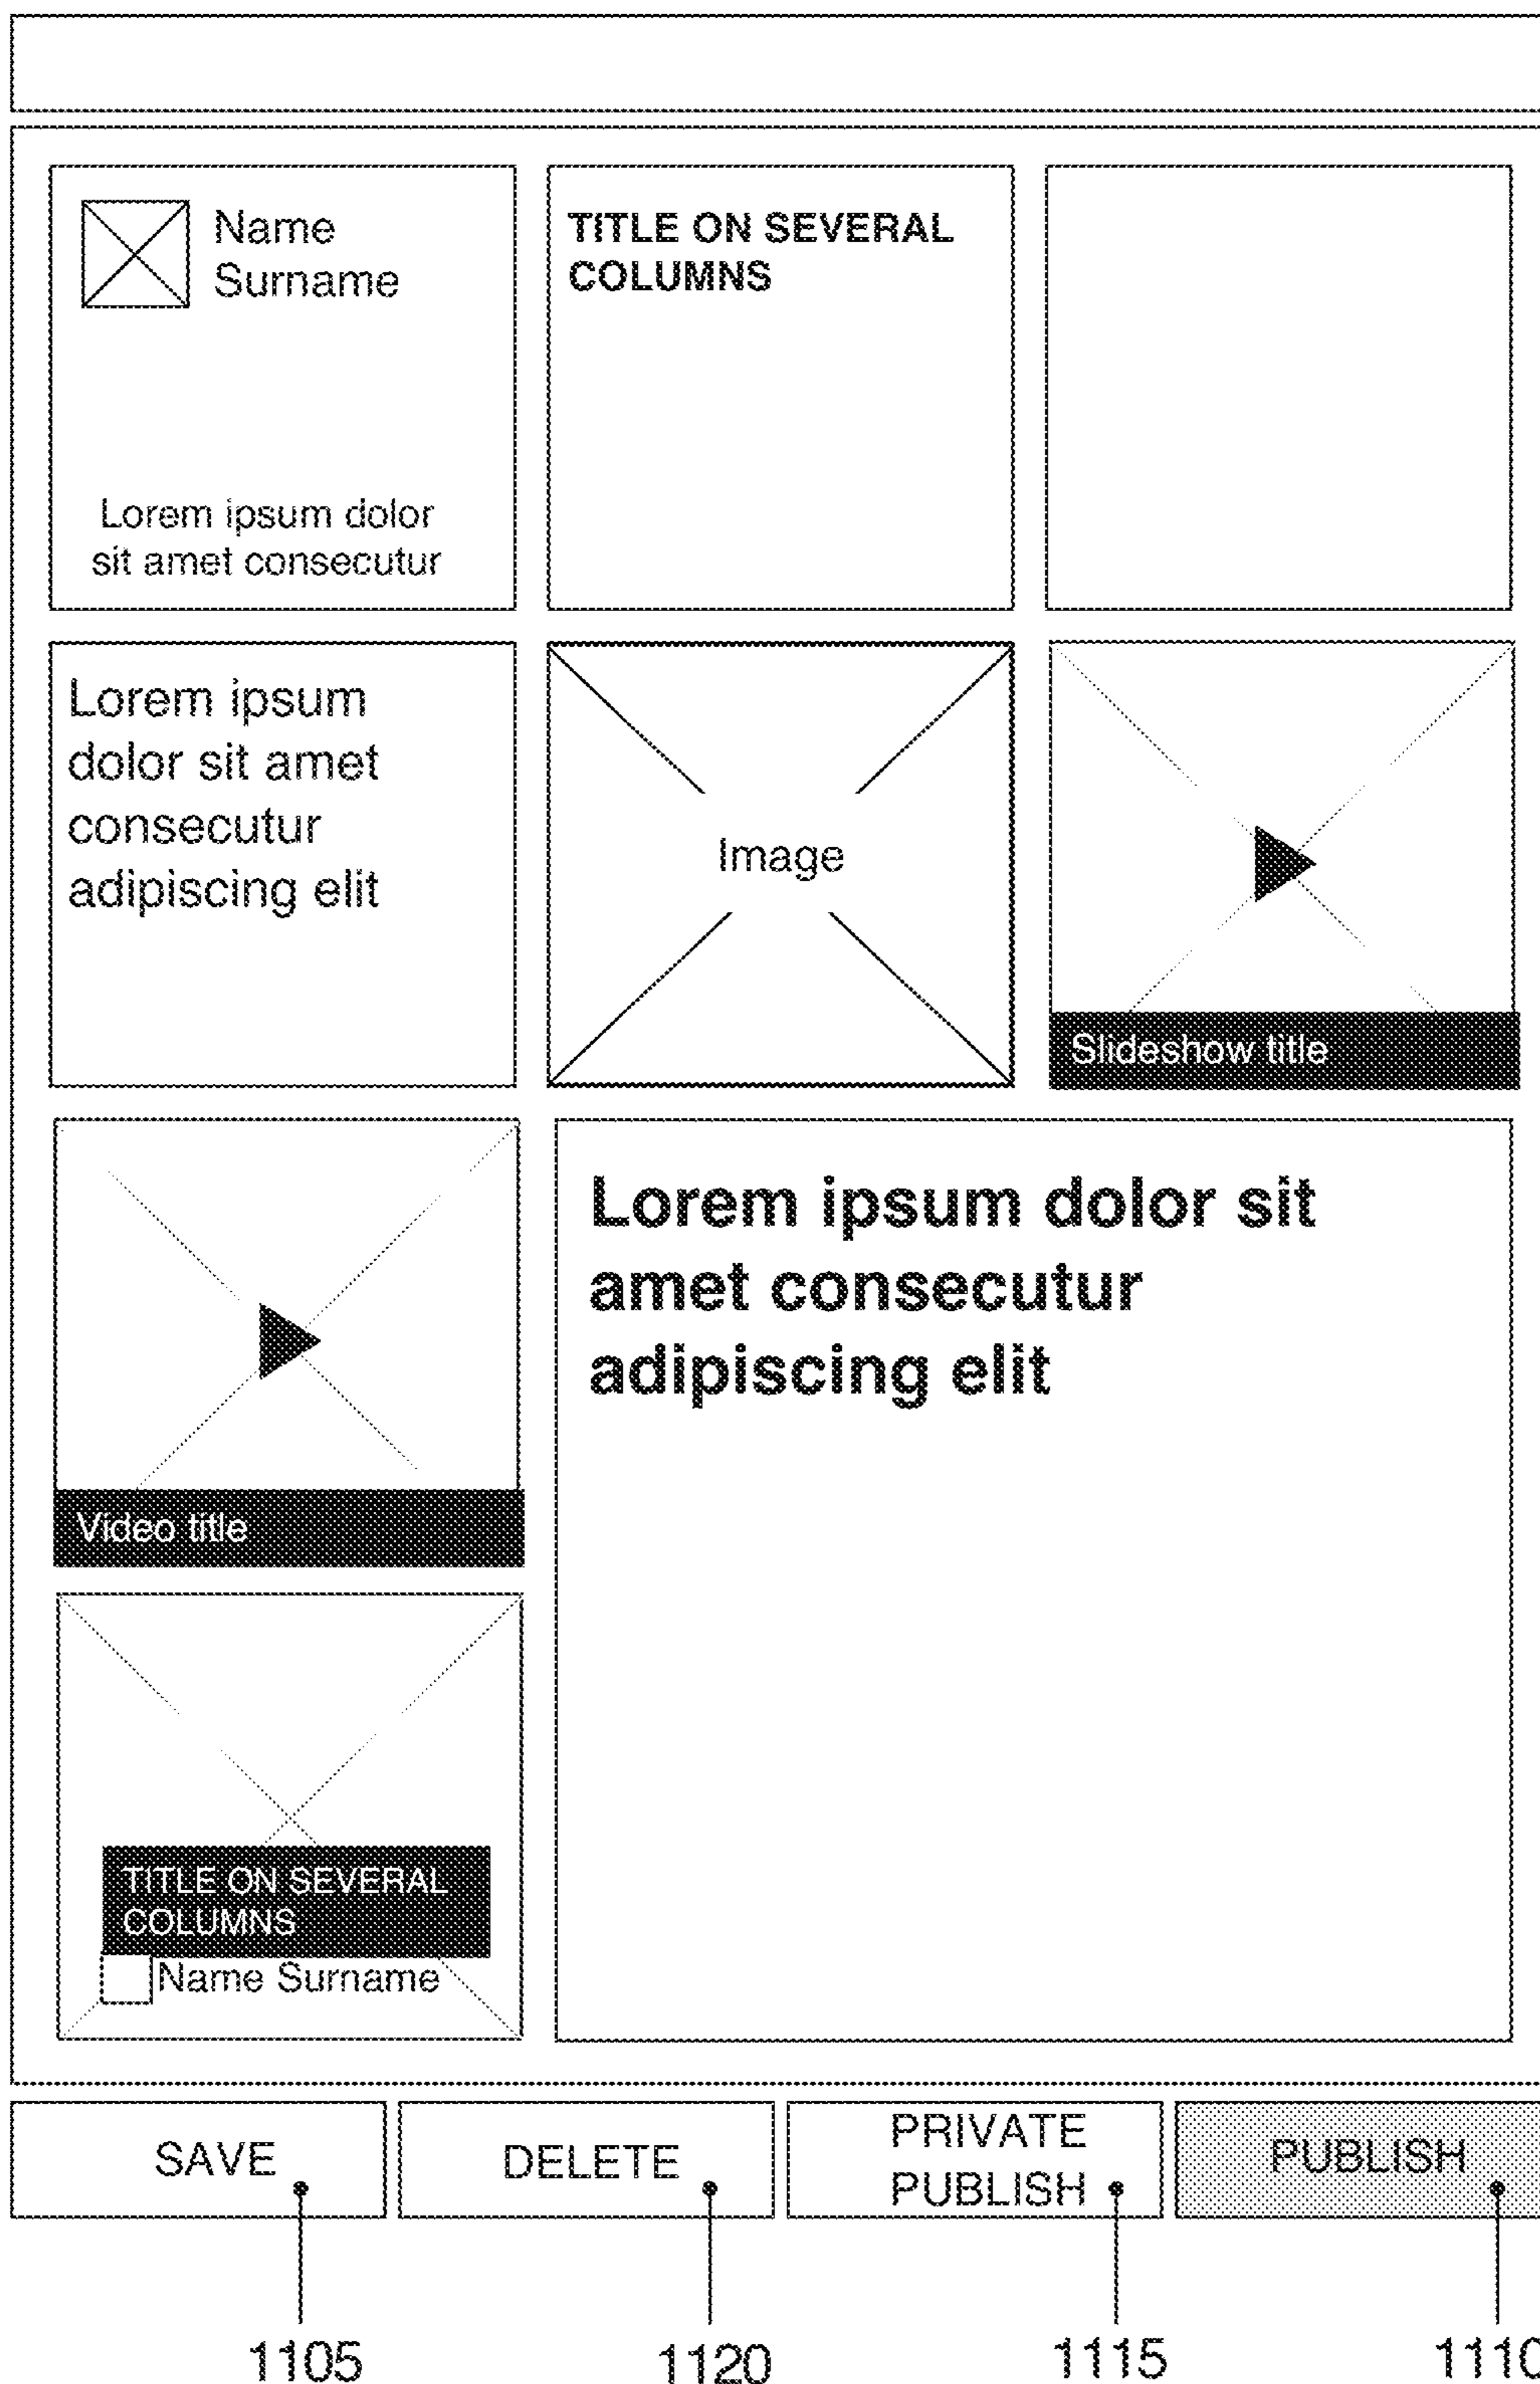 Name
Surname
Lorem ipsum dolor
sit amet consecutur
TITLE ON SEVERAL
COLUMNS
Lorem ipsum
dolor sit amet
consecutur
adipiscing elit
Image
Slideshow title
Video title
Lorem ipsum dolor sit
amet consecutur
adipiscing elit
TITLE ON SEVERAL
COLUMNS
Name Surname
SAVE
DELETE
PRIVATE
PUBLISH
PUBLISH
1105
1120
1115
1110